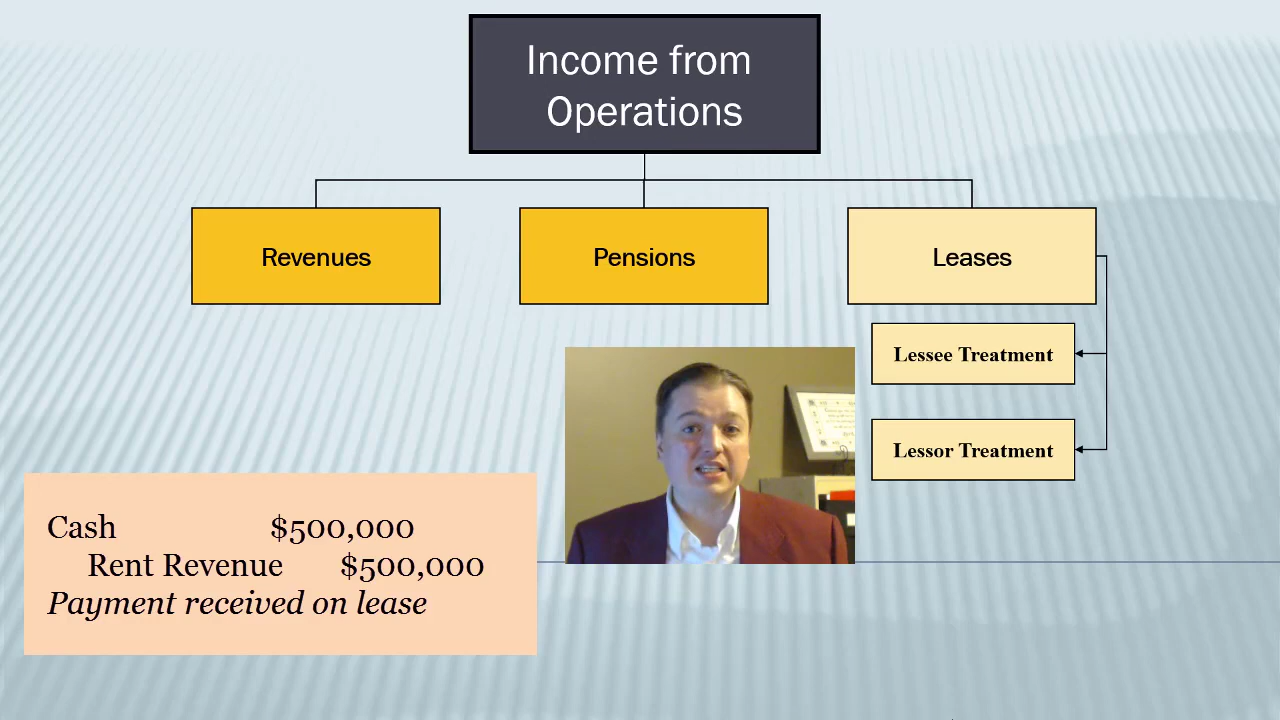 Income from
Operations
Revenues
Pensions
Leases
Lessee Treatment
Lessor Treatment
Cash $500,000
Rent Revenue $500,000
Payment received on lease